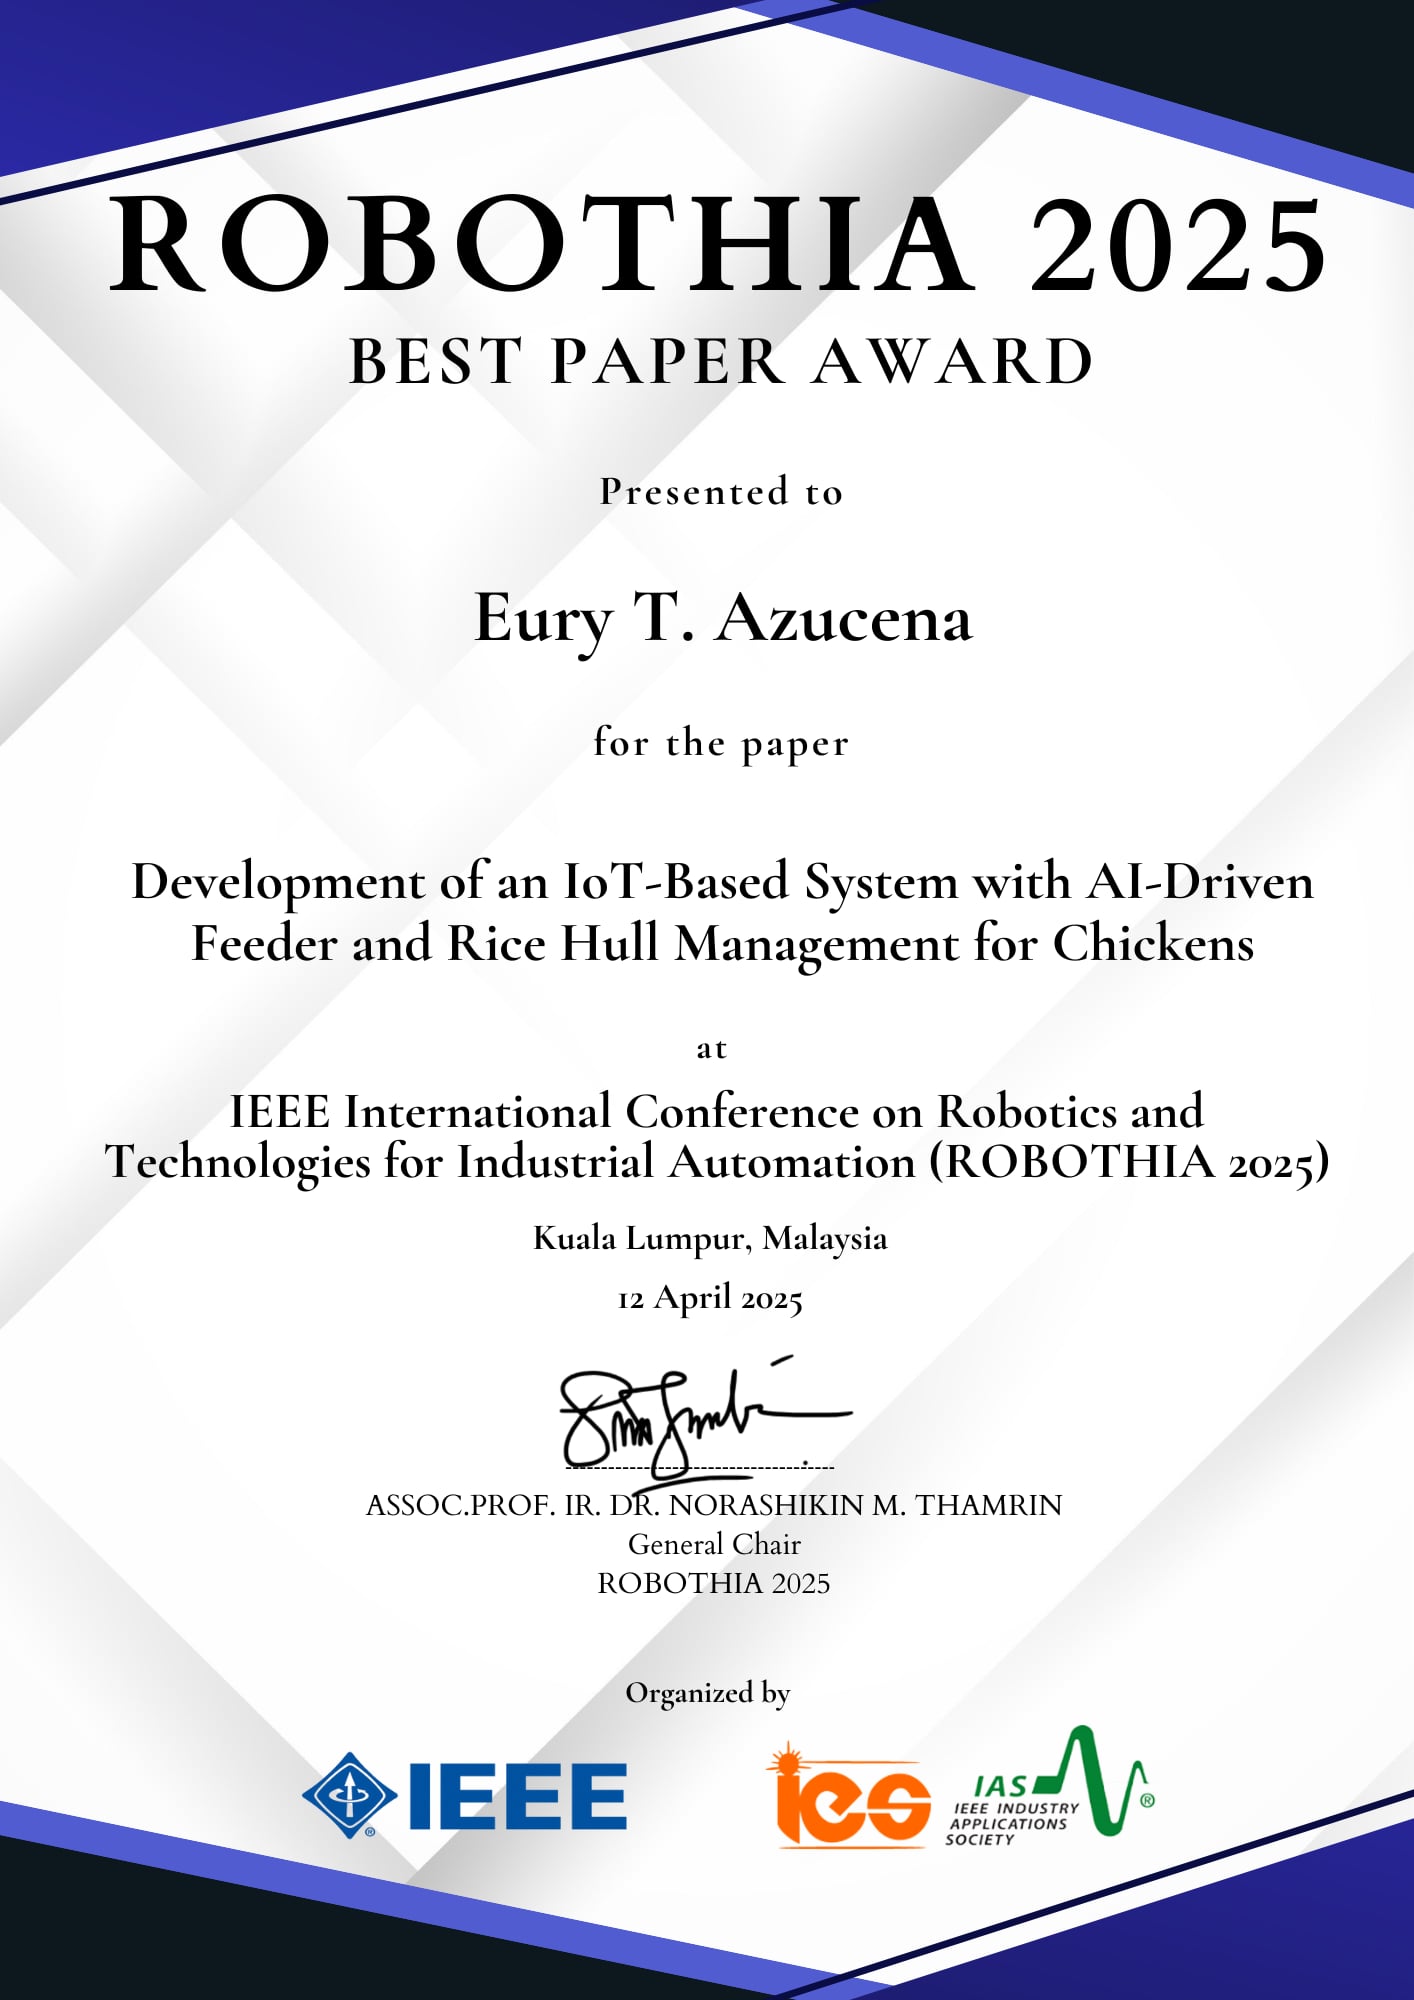 ROBOTHIA 2025
BEST PAPER AWARD
Presented to
Eury T. Azucena
for the paper
Development of an IoT-Based System with AI-Driven
Feeder and Rice Hull Management for Chickens
at
IEEE International Conference on Robotics and
Technologies for Industrial Automation (ROBOTHIA 2025)
Kuala Lumpur, Malaysia
12 April 2025
ASSOC.PROF. IR. DR. NORASHIKIN M. THAMRIN
General Chair
ROBOTHIA 2025
Organized by
IEEE
®
ies
IAS
IEEE INDUSTRY
APPLICATIONS
SOCIETY
®